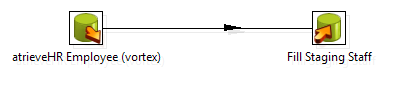 atrieveHR Employee (vortex)
Fill Staging Staff